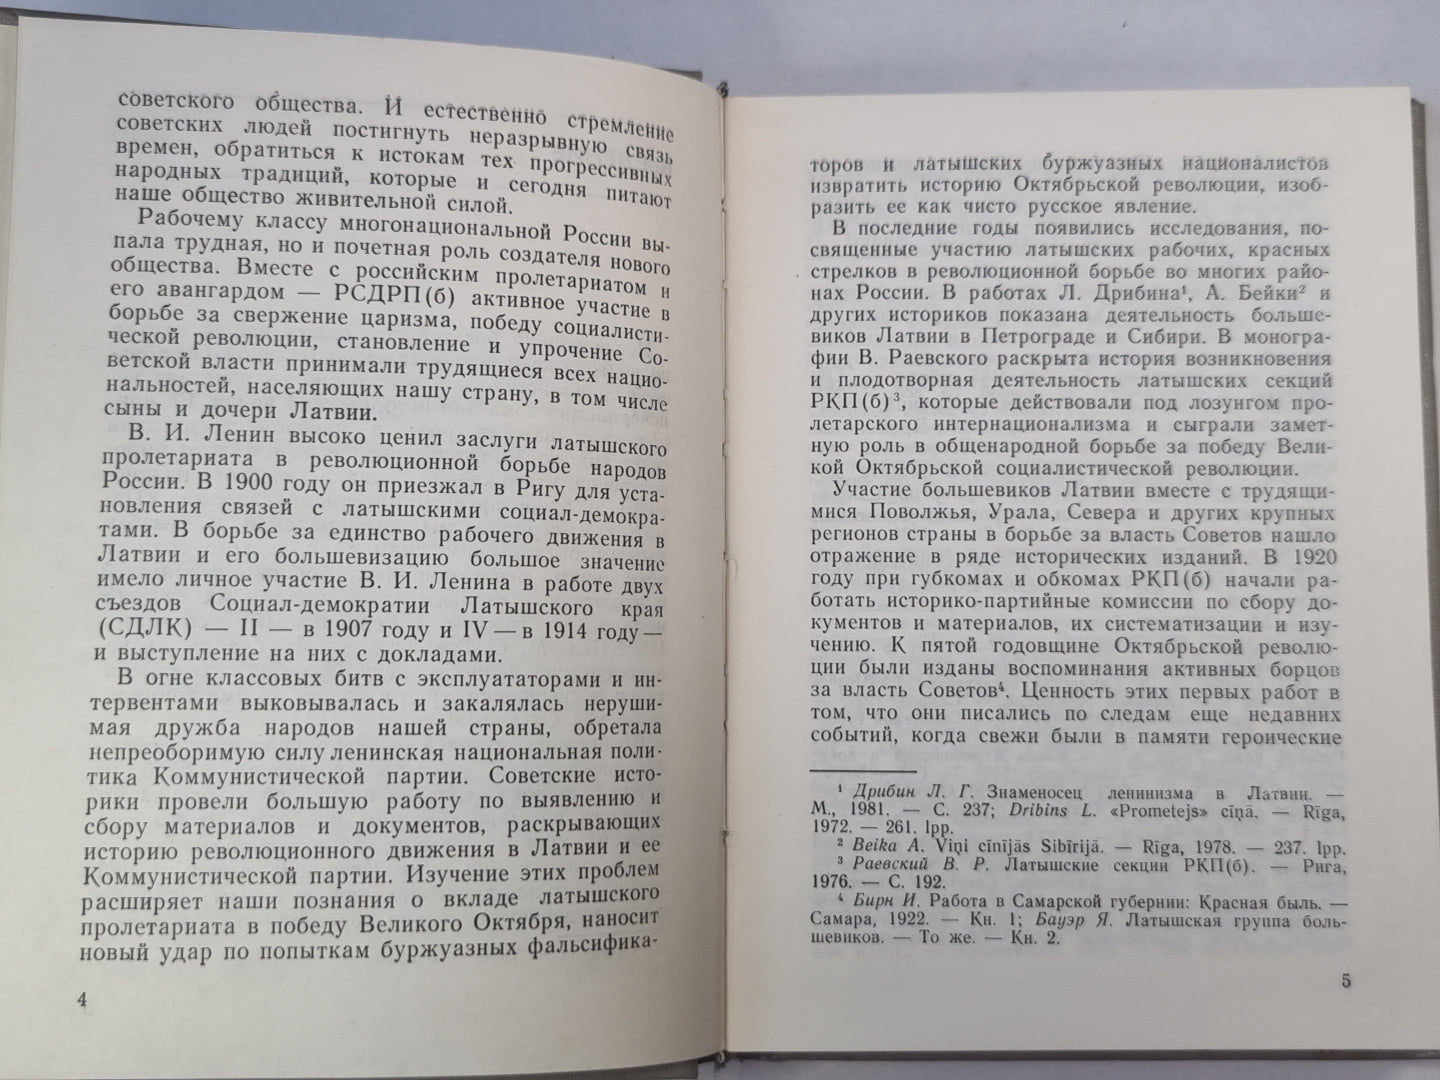 советского общества. И естественно стремление
советских людей постигнуть неразрывную связь
времен, обратиться к истокам тех прогрессивных
народных традиций, которые и сегодня питают
наше общество живительной силой.
Рабочему классу многонациональной России вы-
пала трудная, но и почетная роль создателя нового
общества. Вместе с российским пролетариатом и
его авангардом — РСДРП(б) активное участие в
борьбе за свержение царизма, победу социалисти-
ческой революции, становление и упрочение Со-
ветской власти принимали трудящиеся всех нацио-
нальностей, населяющих нашу страну, в том числе
сыны и дочери Латвии.
В. И. Ленин высоко ценил заслуги латышского
пролетариата в революционной борьбе народов
России. В 1900 году он приезжал в Ригу для уста-
новления связей с латышскими социал-демокра-
тами. В борьбе за единство рабочего движения в
Латвии и его большевизацию большое значение
имело личное участие В. И. Ленина в работе двух
съездов Социал-демократии Латышского края
(СДЛК) — II — в 1907 году и IV — в 1914 году —
и выступление на них с докладами.
В огне классовых битв с эксплуататорами и ин-
тервентами выковывалась и закалялась неруши-
мая дружба народов нашей страны, обретала
непреоборимую силу ленинская национальная поли-
тика Коммунистической партии. Советские исто-
рики провели большую работу по выявлению и
сбору материалов и документов, раскрывающих
историю революционного движения в Латвии и ее
Коммунистической партии. Изучение этих проблем
расширяет наши познания о вкладе латышского
пролетариата в победу Великого Октября, наносит
новый удар по попыткам буржуазных фальсифика-
4
торов и латышских буржуазных националистов
извратить историю Октябрьской революции, изоб-
разить ее как чисто русское явление.
В последние годы появились исследования, по-
священные участию латышских рабочих, красных
стрелков в революционной борьбе во многих райо-
нах России. В работах Л. Дрибина¹, А. Бейки² и
других историков показана деятельность больше-
виков Латвии в Петрограде и Сибири. В моногра-
фии В. Раевского раскрыта история возникновения
и плодотворная деятельность латышских секций
РКП(б)³, которые действовали под лозунгом про-
летарского интернационализма и сыграли замет-
ную роль в общенародной борьбе за победу Вели-
кой Октябрьской социалистической революции.
Участие большевиков Латвии вместе с трудящи-
мися Поволжья, Урала, Севера и других крупных
регионов страны в борьбе за власть Советов нашло
отражение в ряде исторических изданий. В 1920
году при губкомах и обкомах РКП(б) начали ра-
ботать историко-партийные комиссии по сбору до-
кументов и материалов, их систематизации и изу-
чению. К пятой годовщине Октябрьской револю-
ции были изданы воспоминания активных борцов
за власть Советов⁴. Ценность этих первых работ в
том, что они писались по следам еще недавних
событий, когда свежи были в памяти героические
¹ Дрибин Л. Г. Знаменосец ленинизма в Латвии. —
М., 1981. — С. 237; Dribins L. «Prometejs» cīņā. — Rīga,
1972. — 261. lpp.
² Beika A. Viņi cīnījās Sibīrijā. — Rīga, 1978. — 237. lpp.
³ Раевский В. Р. Латышские секции РКП(б). — Рига,
1976. — С. 192.
⁴ Бирн И. Работа в Самарской губернии: Красная быль. —
Самара, 1922. — Кн. 1; Бауэр Я. Латышская группа боль-
шевиков. — То же. — Кн. 2.
5